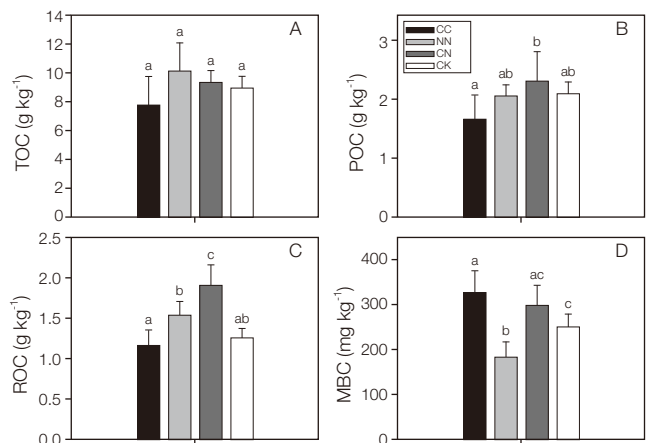 14
12
10
8
6
4
2
0
TOC (g kg⁻¹)
A
a
a
a
a
3
2
1
0
POC (g kg⁻¹)
B
CC
NN
CN
CK
a
ab
b
ab
2.5
2.0
1.5
1.0
0.5
0.0
ROC (g kg⁻¹)
C
a
b
c
ab
400
300
200
100
0
MBC (mg kg⁻¹)
D
a
b
ac
c